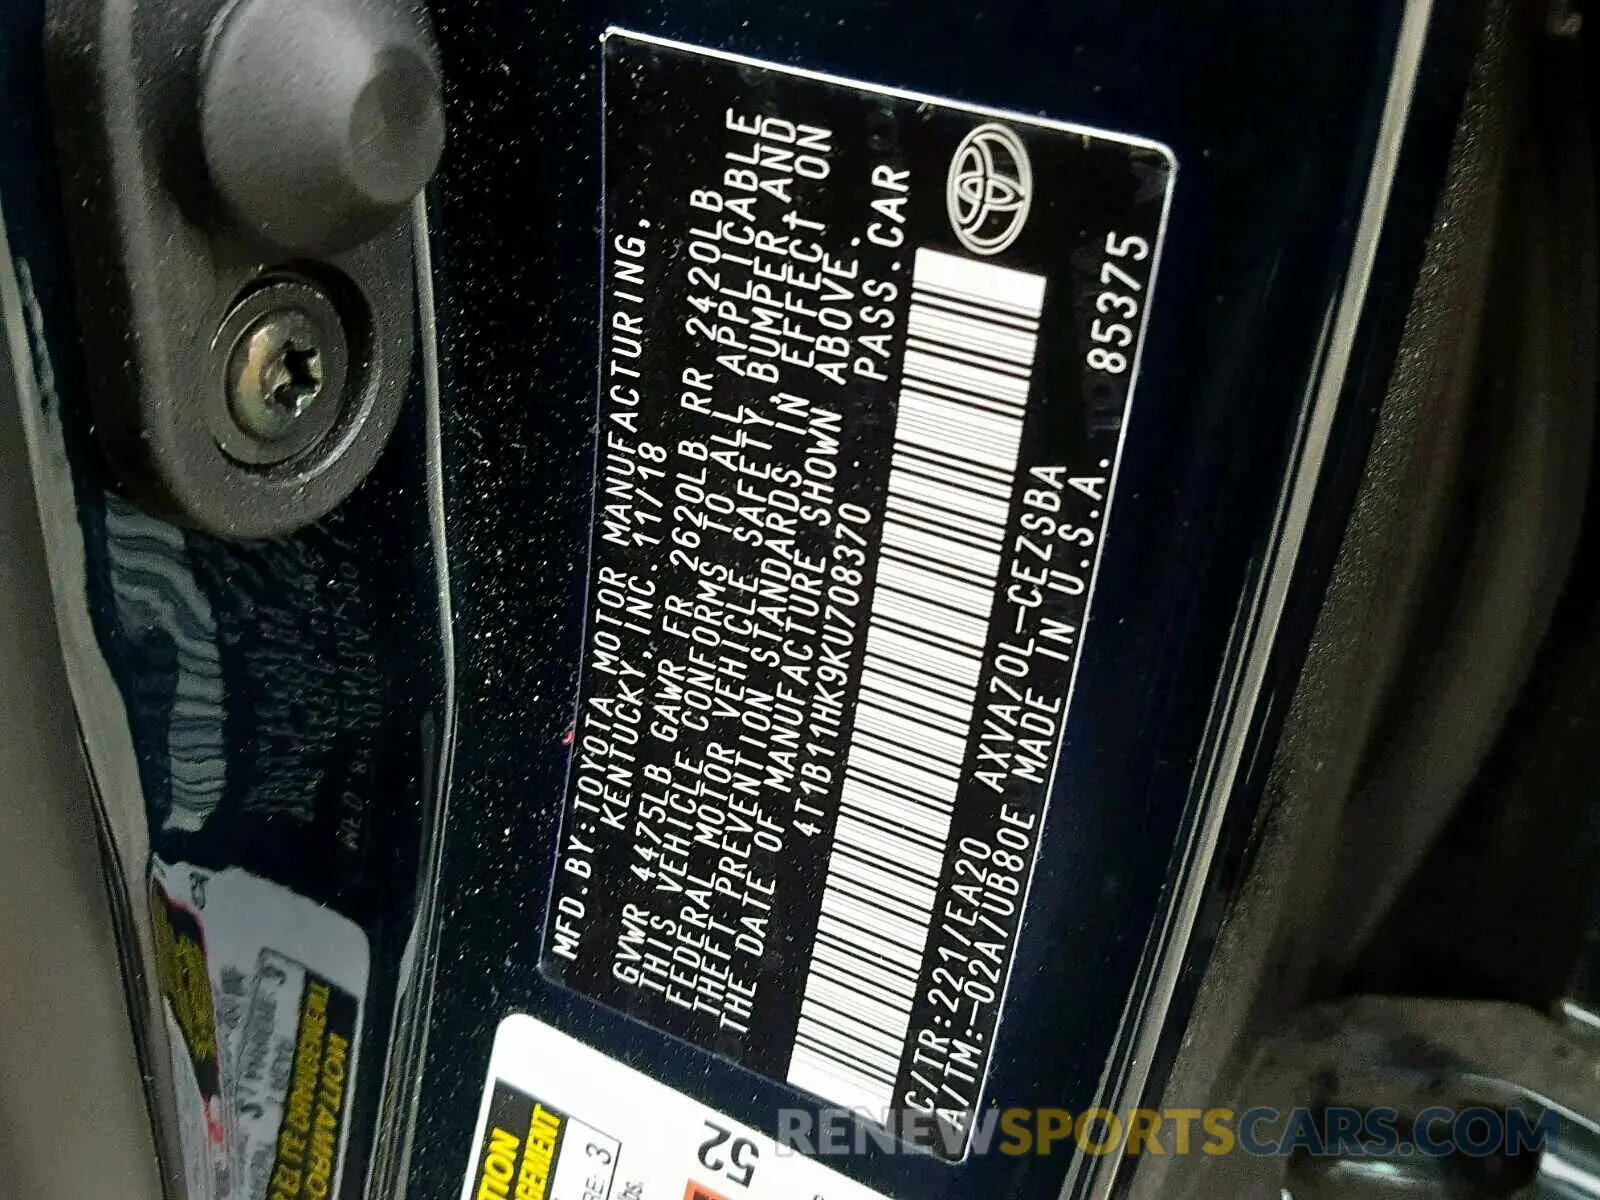 MFD.BY:TOYOTA MOTOR MANUFACTURING,
KENTUCKY, INC. 11/18
GVWR 4475LB GAWR FR 2620LB RR 2420LB
THIS VEHICLE CONFORMS TO ALL APPLICABLE
FEDERAL MOTOR VEHICLE SAFETY, BUMPER, AND
THEFT PREVENTION STANDARDS IN EFFECT ON
THE DATE OF MANUFACTURE SHOWN ABOVE.
4T1B11HK9KU708370 PASS.CAR
C/TR:221/EA20 AXVA70L-CEZSBA
A/TM:-02A/UB80E MADE IN U.S.A. 85375
52
RE: 3
lbs.
RENEWSPORTSCARS.COM